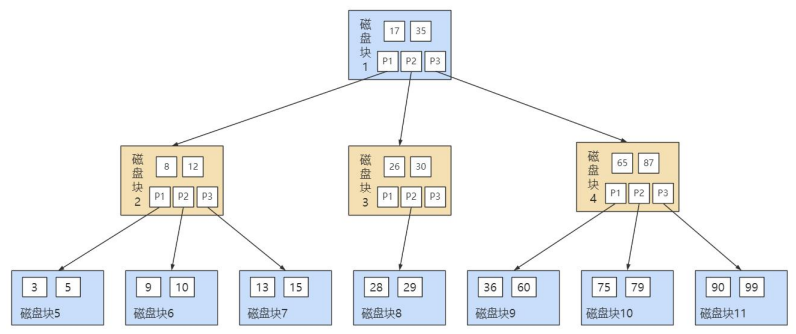 磁盘块1
17 35
P1 P2 P3
磁盘块2
8 12
P1 P2 P3
磁盘块3
26 30
P1 P2 P3
磁盘块4
65 87
P1 P2 P3
3 5
磁盘块5
9 10
磁盘块6
13 15
磁盘块7
28 29
磁盘块8
36 60
磁盘块9
75 79
磁盘块10
90 99
磁盘块11